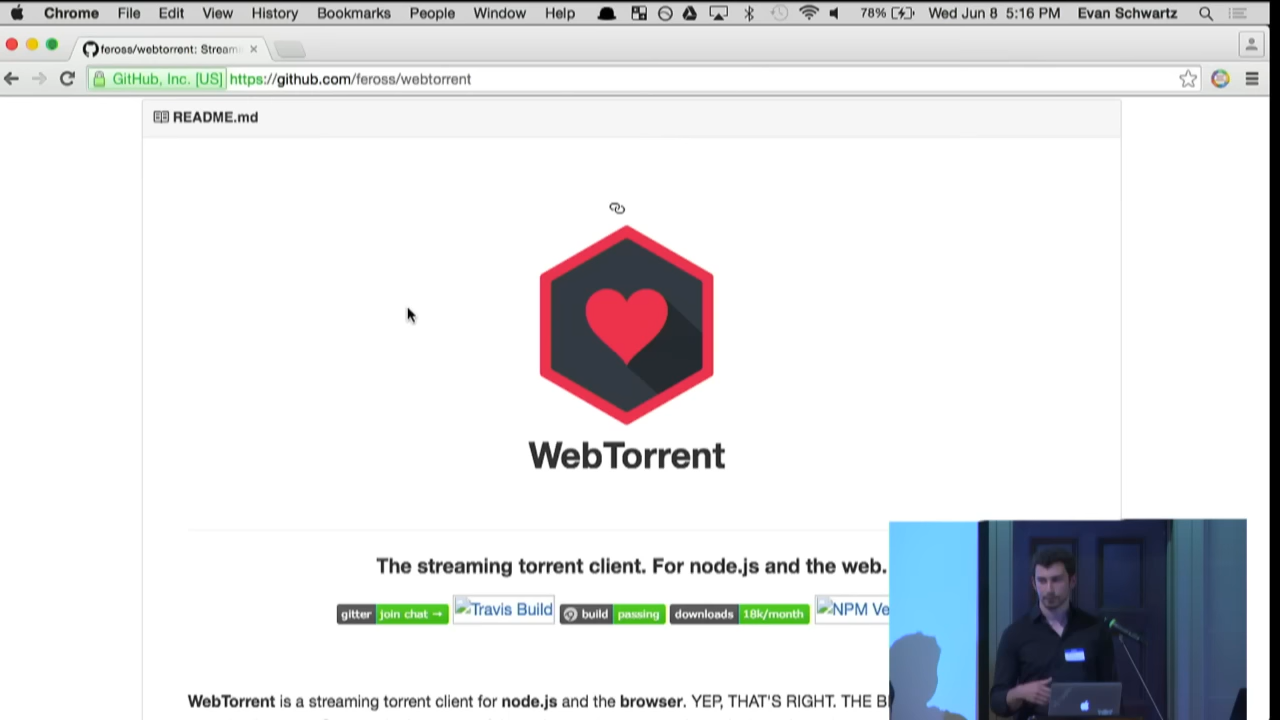 Chrome File Edit View History Bookmarks People Window Help 78% Wed Jun 8 5:16 PM Evan Schwartz
feross/webtorrent: Stream
GitHub, Inc. [US] https://github.com/feross/webtorrent
README.md
WebTorrent
The streaming torrent client. For node.js and the web.
gitter join chat → Travis Build build passing downloads 18k/month NPM Ve
WebTorrent is a streaming torrent client for node.js and the browser. YEP, THAT'S RIGHT. THE B